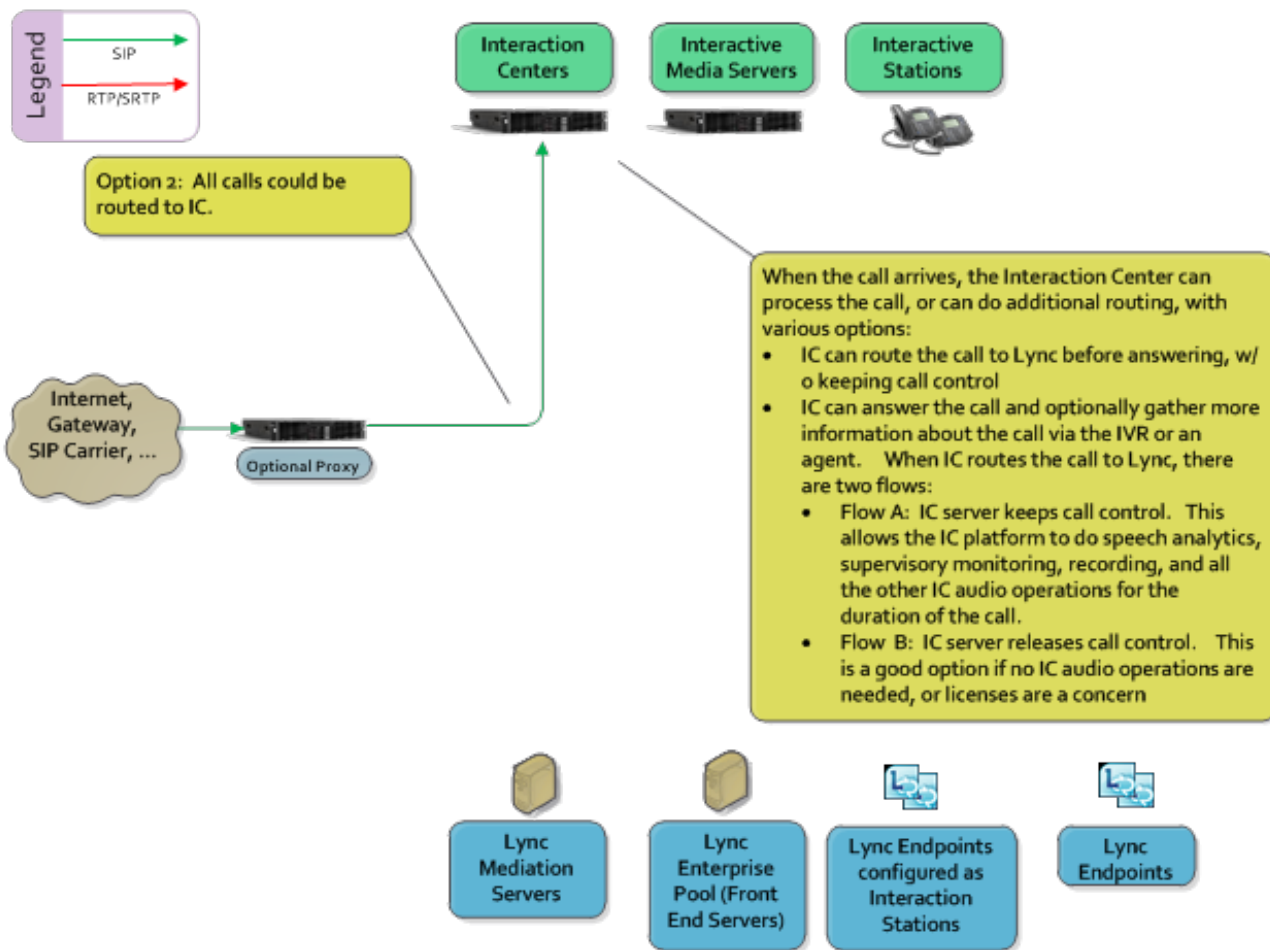 Legend
SIP
RTP/SRTP
Interaction
Centers
Interactive
Media Servers
Interactive
Stations
Option 2: All calls could be
routed to IC.
When the call arrives, the Interaction Center can
process the call, or can do additional routing, with
various options:
• IC can route the call to Lync before answering, w/
o keeping call control
• IC can answer the call and optionally gather more
information about the call via the IVR or an
agent. When IC routes the call to Lync, there
are two flows:
• Flow A: IC server keeps call control. This
allows the IC platform to do speech analytics,
supervisory monitoring, recording, and all
the other IC audio operations for the
duration of the call.
• Flow B: IC server releases call control. This
is a good option if no IC audio operations are
needed, or licenses are a concern
Internet,
Gateway,
SIP Carrier, ...
Optional Proxy
Lync
Mediation
Servers
Lync
Enterprise
Pool (Front
End Servers)
Lync Endpoints
configured as
Interaction
Stations
Lync
Endpoints